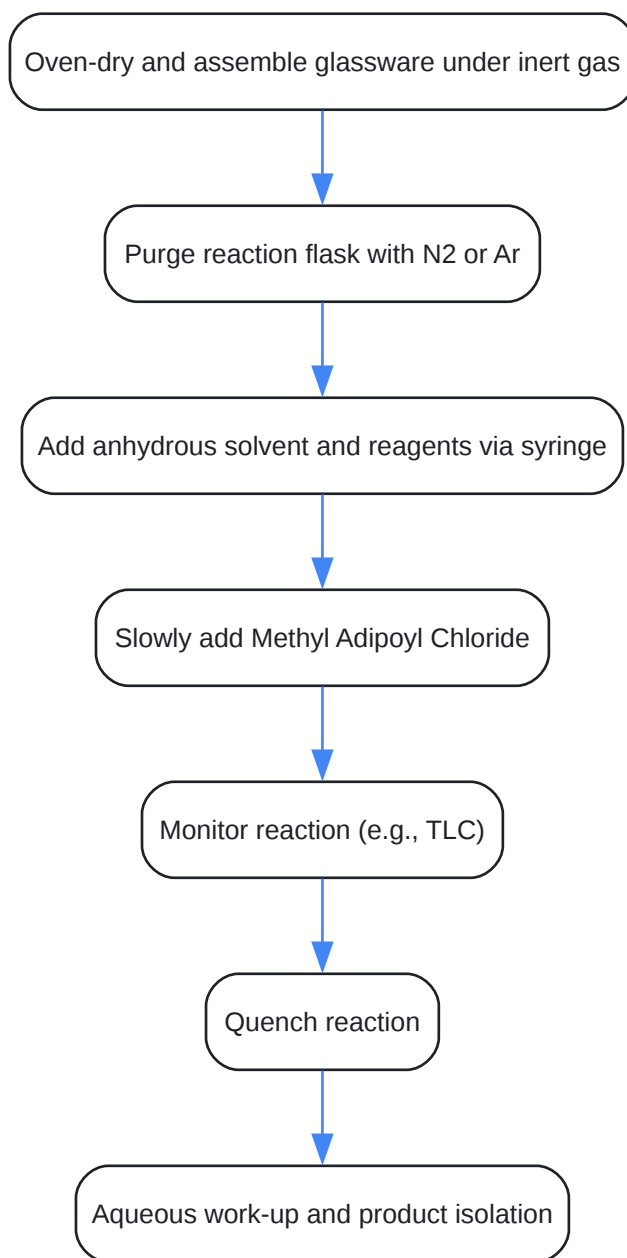 Oven-dry and assemble glassware under inert gas
Purge reaction flask with N2 or Ar
Add anhydrous solvent and reagents via syringe
Slowly add Methyl Adipoyl Chloride
Monitor reaction (e.g., TLC)
Quench reaction
Aqueous work-up and product isolation